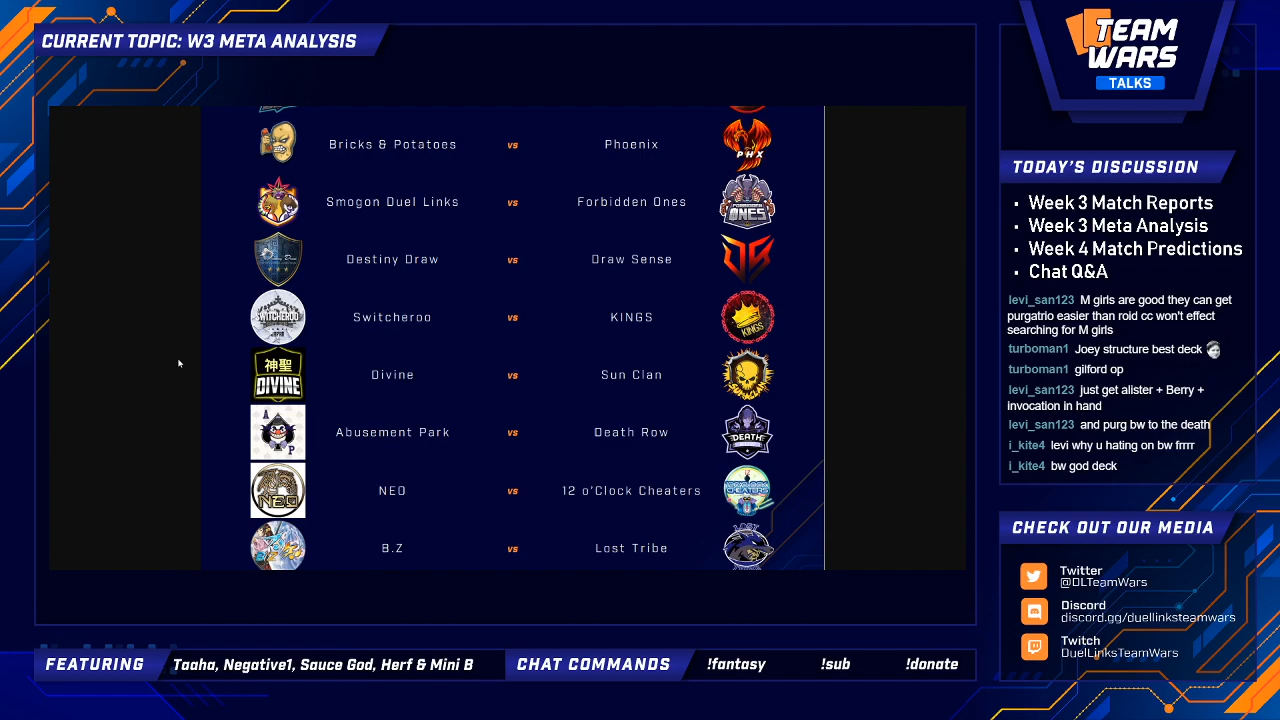 CURRENT TOPIC: W3 META ANALYSIS
TEAM
WARS
TALKS
Bricks & Potatoes vs Phoenix
PHX
Smogon Duel Links vs Forbidden Ones
ONES
Destiny Draw vs Draw Sense
SWITCHEROO
Switcheroo vs KINGS
KINGS
神聖
DIVINE
Divine vs Sun Clan
A
P
Abusement Park vs Death Row
DEATH
NEO
NEO vs 12 o'Clock Cheaters
CHEATERS
B.Z vs Lost Tribe
LOST
TODAY'S DISCUSSION
· Week 3 Match Reports
· Week 3 Meta Analysis
· Week 4 Match Predictions
· Chat Q&A
levi_san123 M girls are good they can get
purgatrio easier than roid cc won't effect
searching for M girls
turboman1 Joey structure best deck
turboman1 gilford op
levi_san123 just get alister + Berry +
invocation in hand
levi_san123 and purg bw to the death
i_kite4 levi why u hating on bw frrrr
i_kite4 bw god deck
CHECK OUT OUR MEDIA
Twitter
@DLTeamWars
Discord
discord.gg/duellinksteamwars
Twitch
DuelLinksTeamWars
FEATURING Taaha, Negative1, Sauce God, Herf & Mini B
CHAT COMMANDS !fantasy !sub !donate